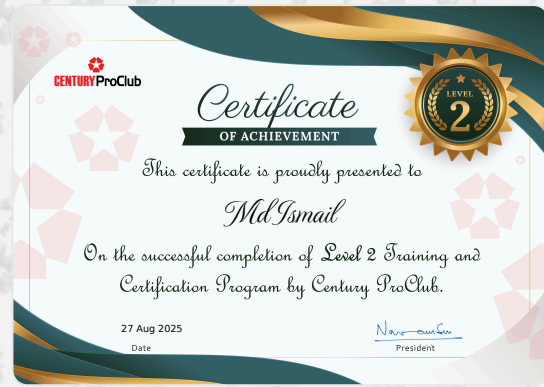 CENTURY ProClub
LEVEL
2
Certificate
OF ACHIEVEMENT
This certificate is proudly presented to
Md Ismail
On the successful completion of Level 2 Training and
Certification Program by Century ProClub.
27 Aug 2025
Date
President